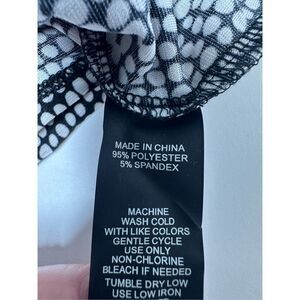 MADE IN CHINA
95% POLYESTER
5% SPANDEX
MACHINE
WASH COLD
WITH LIKE COLORS
GENTLE CYCLE
USE ONLY
NON-CHLORINE
BLEACH IF NEEDED
TUMBLE DRY LOW
USE LOW IRON